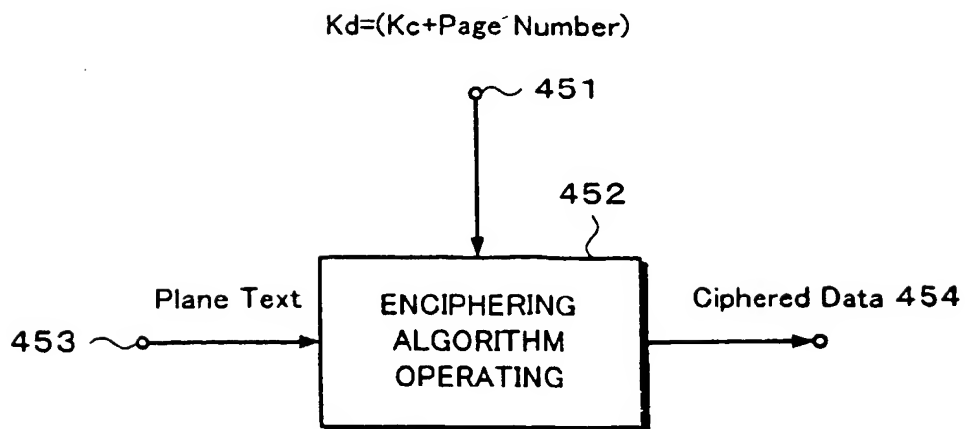 Kd=(Kc+Page Number)
451
452
Plane Text
ENCIPHERING
ALGORITHM
OPERATING
Ciphered Data 454
453